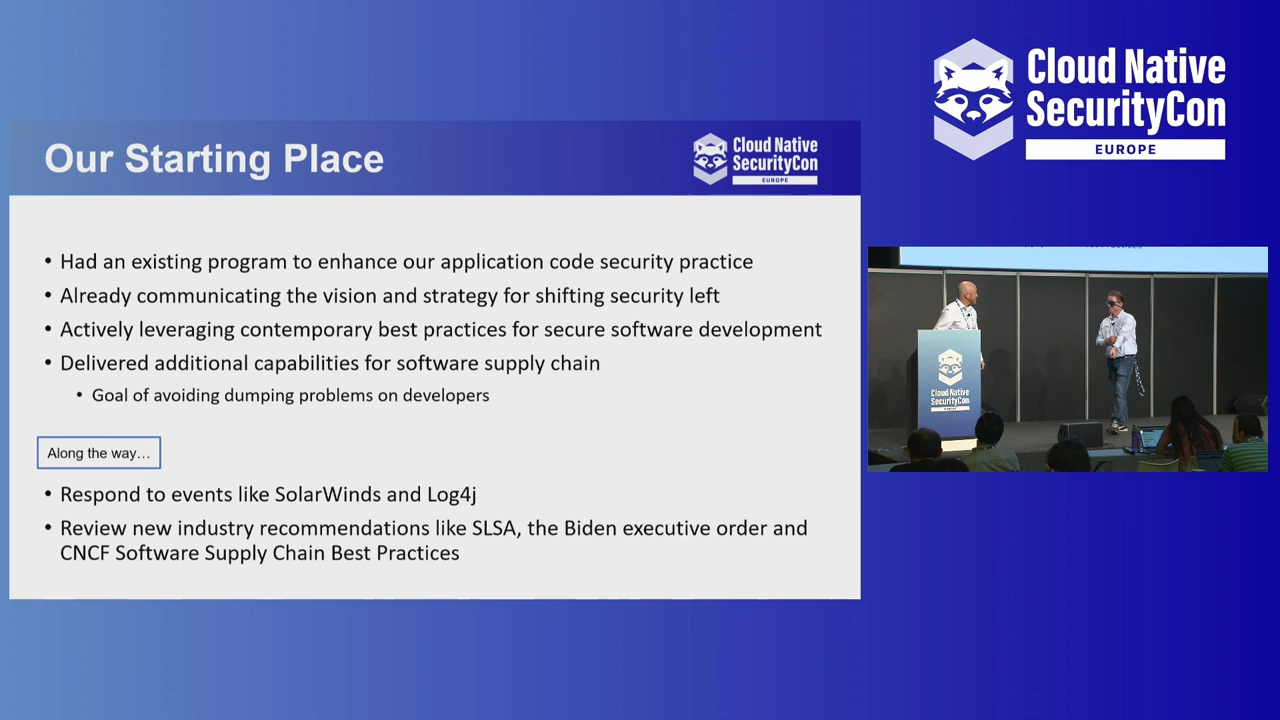 Cloud Native
SecurityCon
EUROPE
Our Starting Place
Cloud Native
SecurityCon
EUROPE
• Had an existing program to enhance our application code security practice
• Already communicating the vision and strategy for shifting security left
• Actively leveraging contemporary best practices for secure software development
• Delivered additional capabilities for software supply chain
• Goal of avoiding dumping problems on developers
Along the way…
• Respond to events like SolarWinds and Log4j
• Review new industry recommendations like SLSA, the Biden executive order and
CNCF Software Supply Chain Best Practices
Cloud Native
SecurityCon